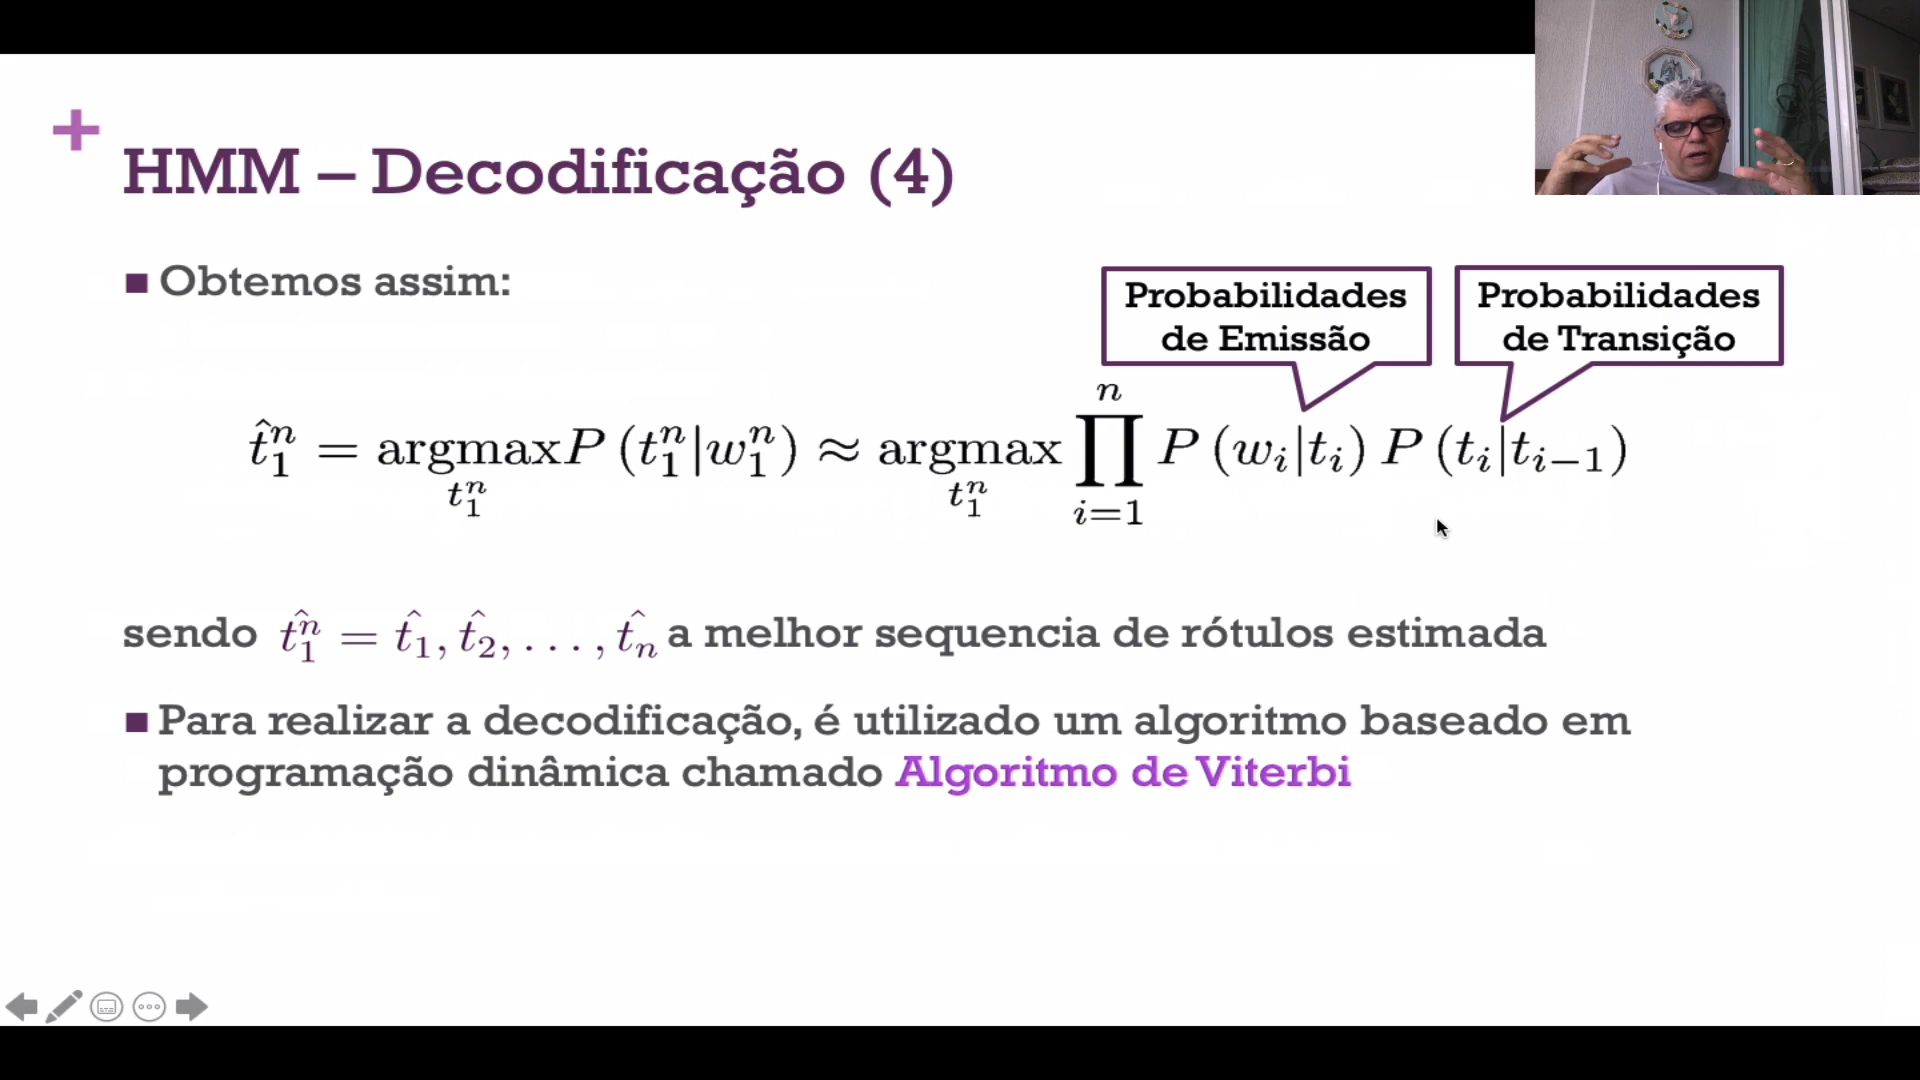 +
HMM – Decodificação (4)
■ Obtemos assim:
Probabilidades
de Emissão
Probabilidades
de Transição
t̂₁ⁿ = argmax_{t₁ⁿ} P (t₁ⁿ|w₁ⁿ) ≈ argmax_{t₁ⁿ} ∏_{i=1}^{n} P (wᵢ|tᵢ) P (tᵢ|tᵢ₋₁)
sendo t̂₁ⁿ = t̂₁, t̂₂, . . . , t̂ₙ a melhor sequencia de rótulos estimada
■ Para realizar a decodificação, é utilizado um algoritmo baseado em
programação dinâmica chamado Algoritmo de Viterbi